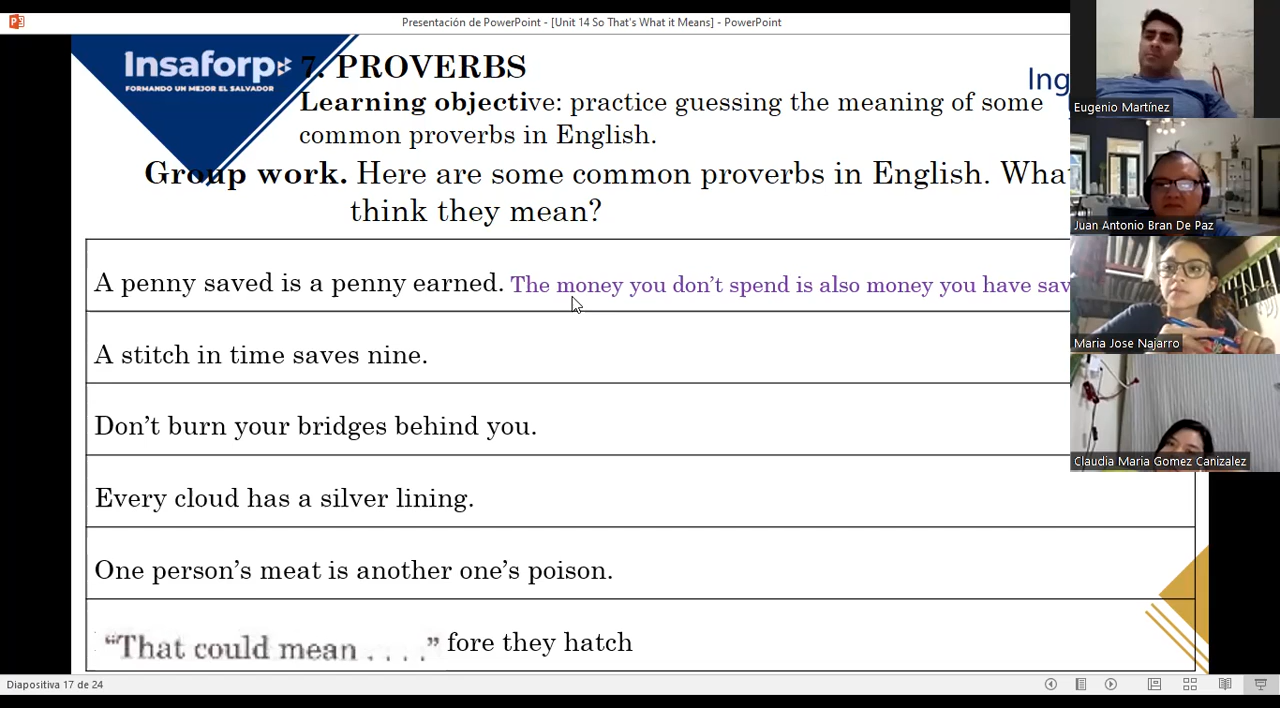 Presentación de PowerPoint - [Unit 14 So That's What it Means] - PowerPoint
Insaforp
FORMANDO UN MEJOR EL SALVADOR
7. PROVERBS
Ing
Learning objective: practice guessing the meaning of some
common proverbs in English.
Group work. Here are some common proverbs in English. Wha
think they mean?
A penny saved is a penny earned. The money you don't spend is also money you have sav
A stitch in time saves nine.
Don't burn your bridges behind you.
Every cloud has a silver lining.
One person's meat is another one's poison.
"That could mean . . . ." fore they hatch
Diapositiva 17 de 24
Eugenio Martínez
Juan Antonio Bran De Paz
Maria Jose Najarro
Claudia Maria Gomez Canizalez